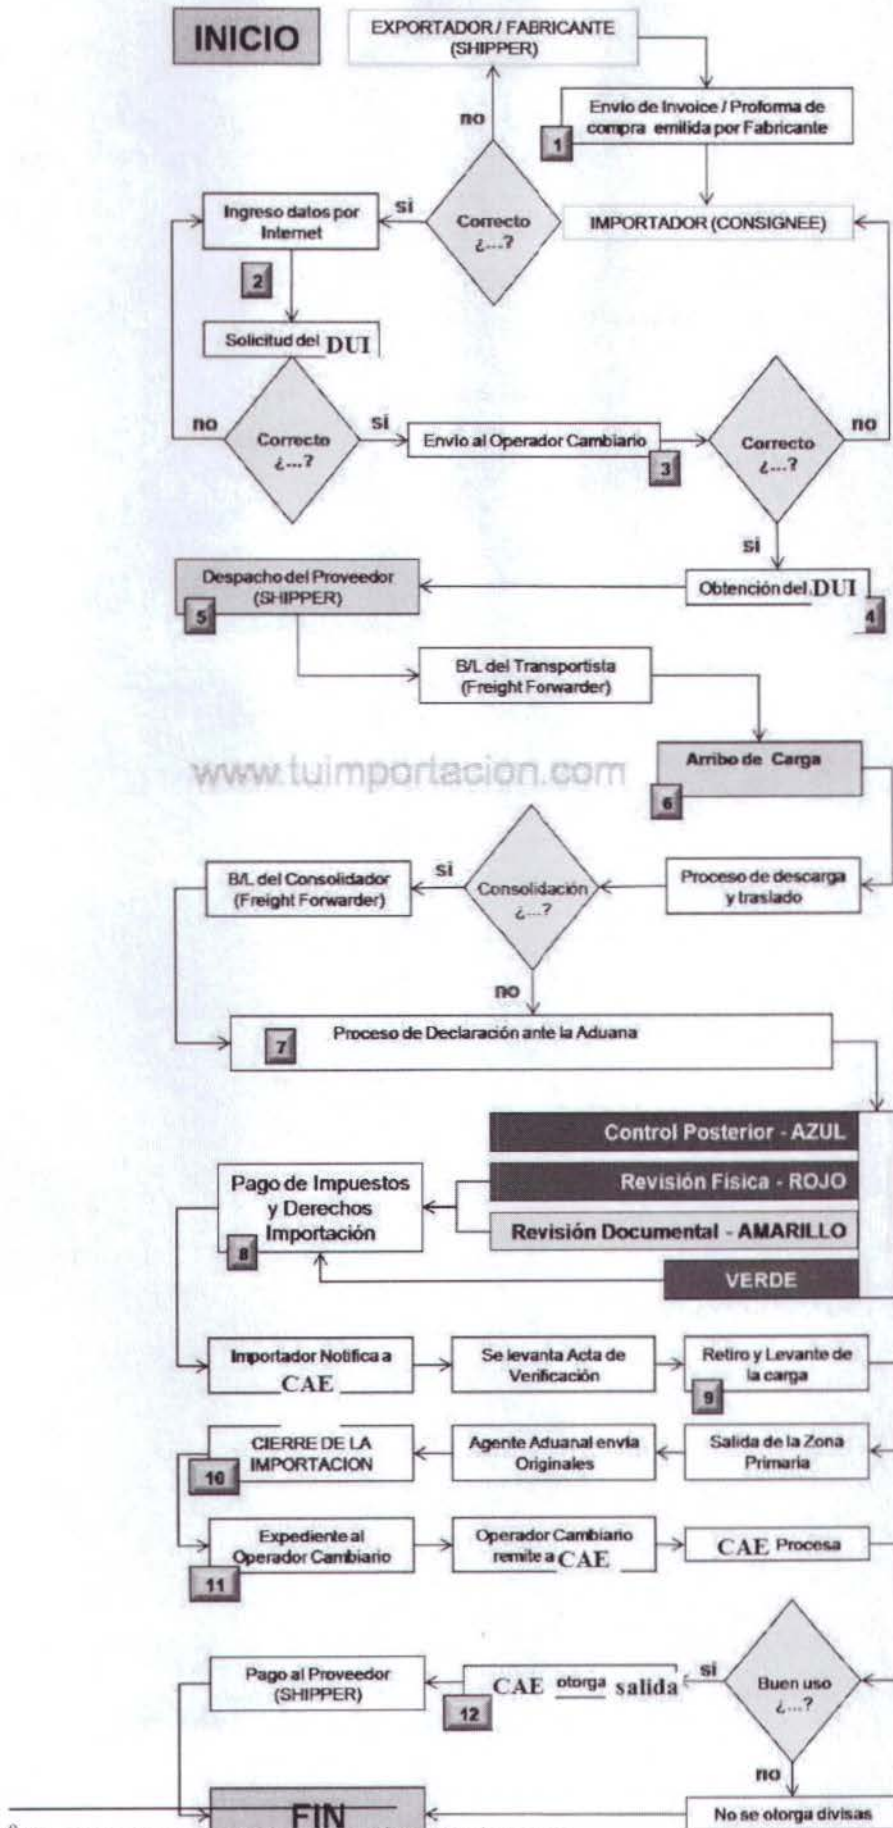 INICIO
EXPORTADOR / FABRICANTE
(SHIPPER)
no
Envio de Invoice / Proforma de
compra emilida por Fabricante
1
Ingreso datos por
Internet
si
Correcto
¿...?
IMPORTADOR (CONSIGNEE)
2
Solicitud del DUI
no
Correcto
¿...?
si
Envio al Operador Cambiario
3
Correcto
¿...?
no
si
Despacho del Proveedor
(SHIPPER)
5
Obtención del DUI
4
B/L del Transportista
(Freight Forwarder)
www.tuimportacion.com
Arribo de Carga
6
B/L del Consolidador
(Freight Forwarder)
si
Consolidación
¿...?
Proceso de descarga
y traslado
no
7
Proceso de Declaración ante la Aduana
Control Posterior - AZUL
Revisión Física - ROJO
Revisión Documental - AMARILLO
VERDE
Pago de Impuestos
y Derechos
Importación
8
Importador Notifica a
CAE
Se levanta Acta de
Verificación
Retiro y Levante de
la carga
9
CIERRE DE LA
IMPORTACION
10
Agente Aduanal envía
Originales
Salida de la Zona
Primaria
Expediente al
Operador Cambiario
11
Operador Cambiario
remite a CAE
CAE Procesa
Pago al Proveedor
(SHIPPER)
CAE otorga salida
12
si
Buen uso
¿...?
no
FIN
No se otorga divisas